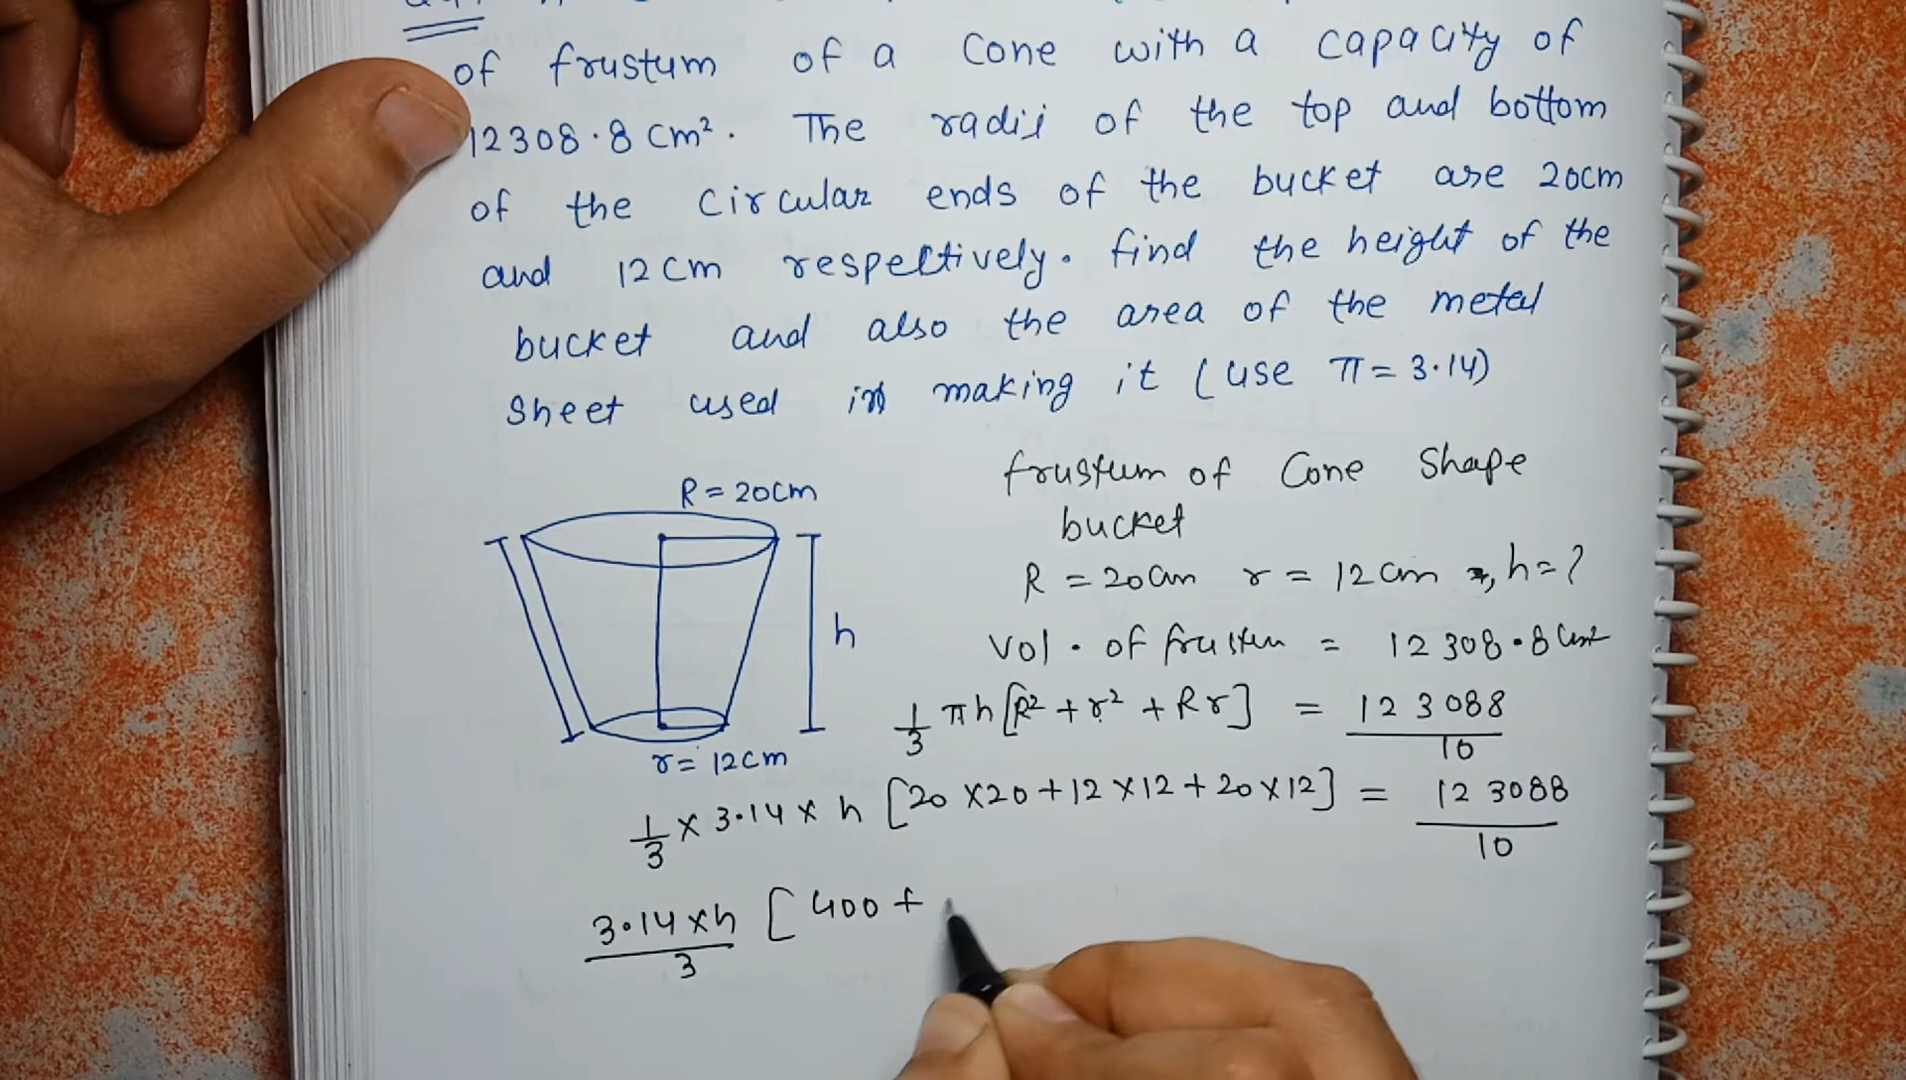 of frustum of a cone with a capacity of
12308.8 cm². The radii of the top and bottom
of the circular ends of the bucket are 20cm
and 12 cm respectively. find the height of the
bucket and also the area of the metal
sheet used in making it (use π = 3.14)
frustum of Cone Shape
bucket
R = 20cm
R = 20cm r = 12cm , h = ?
h
Vol. of frustum = 12308.8 cm²
1/3 πh[R² + r² + Rr] = 123088/10
r = 12cm
1/3 × 3.14 × h [20 × 20 + 12 × 12 + 20 × 12] = 123088/10
3.14 × h/3 [400 +